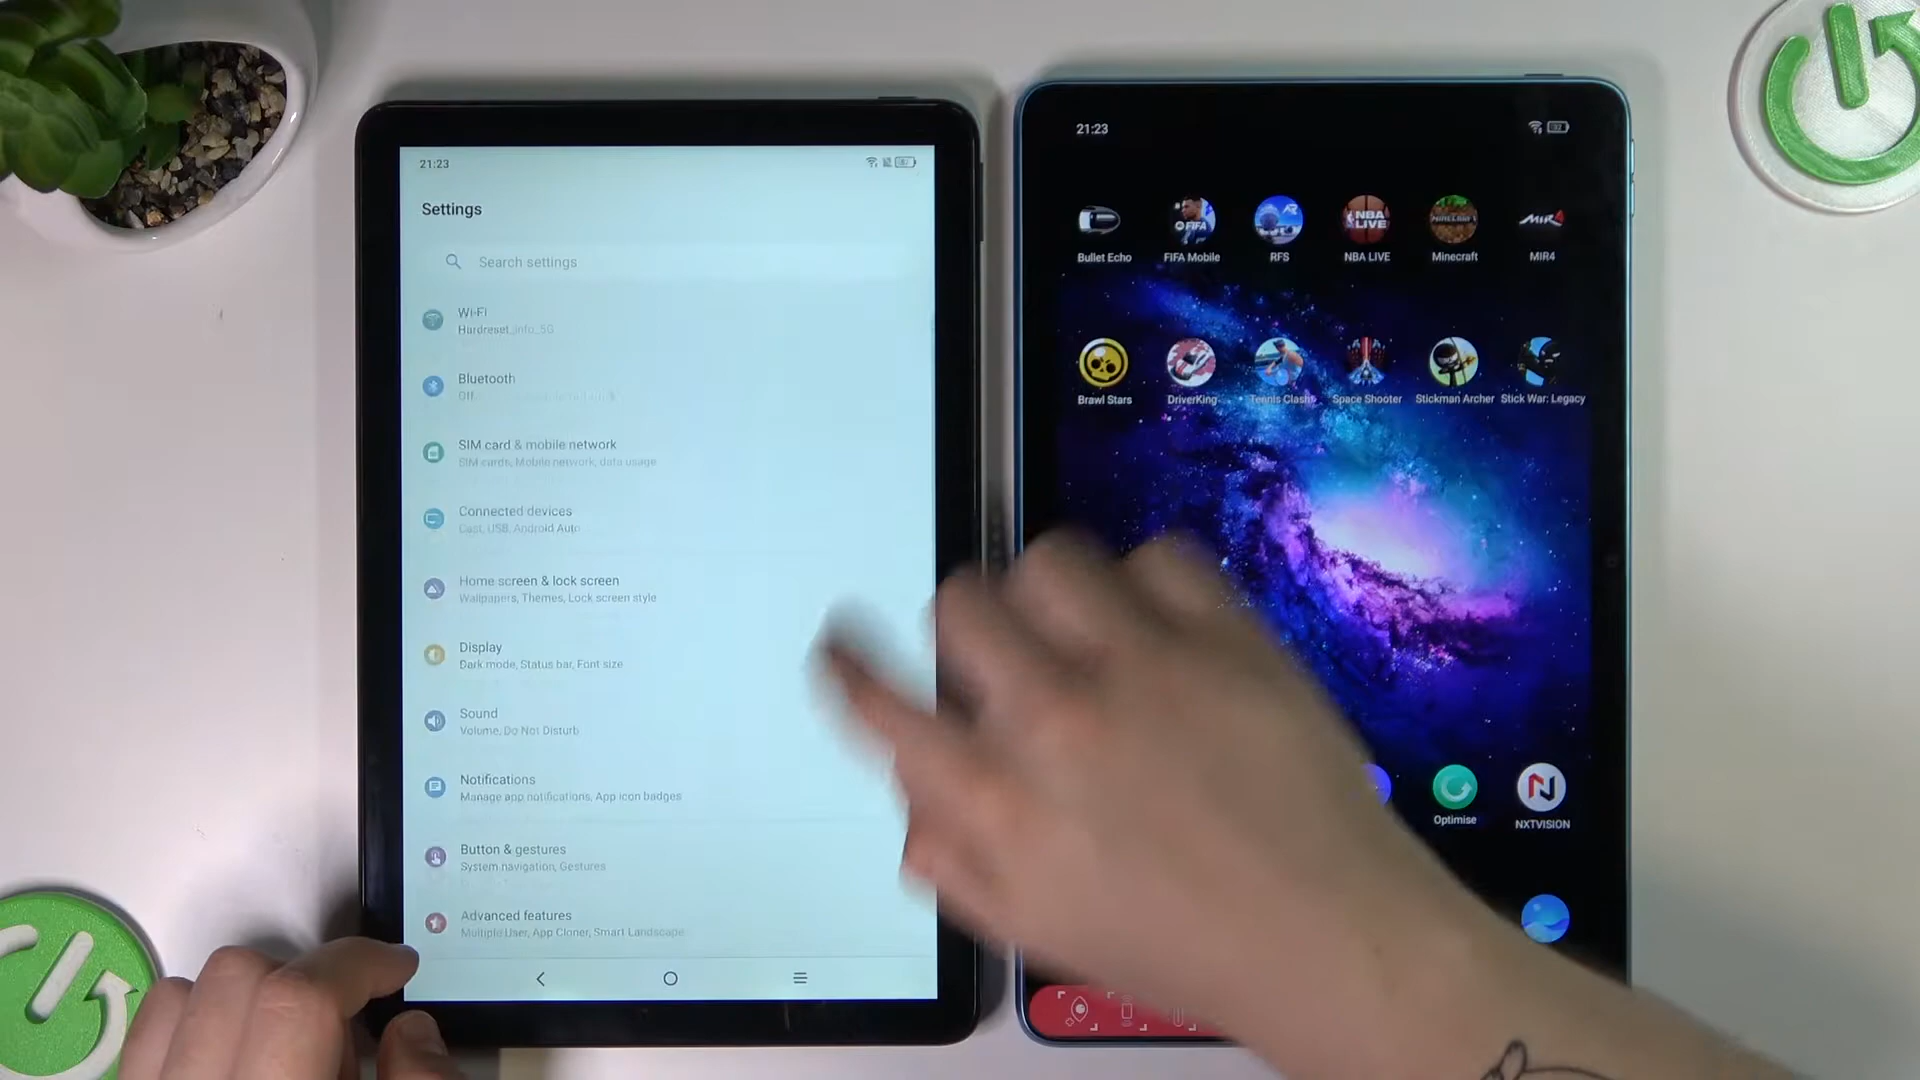 21:23
Settings
Search settings
Wi-Fi
Hardreset_info_5G
Bluetooth
Off
SIM card & mobile network
SIM cards, Mobile network, data usage
Connected devices
Cast, USB, Android Auto
Home screen & lock screen
Wallpapers, Themes, Lock screen style
Display
Dark mode, Status bar, Font size
Sound
Volume, Do Not Disturb
Notifications
Manage app notifications, App icon badges
Button & gestures
System navigation, Gestures
Advanced features
Multiple User, App Cloner, Smart Landscape
21:23
Bullet Echo
FIFA Mobile
RFS
NBA LIVE
Minecraft
MIR4
Brawl Stars
DriverKing
Tennis Clash
Space Shooter
Stickman Archer
Stick War: Legacy
Optimise
NXTVISION